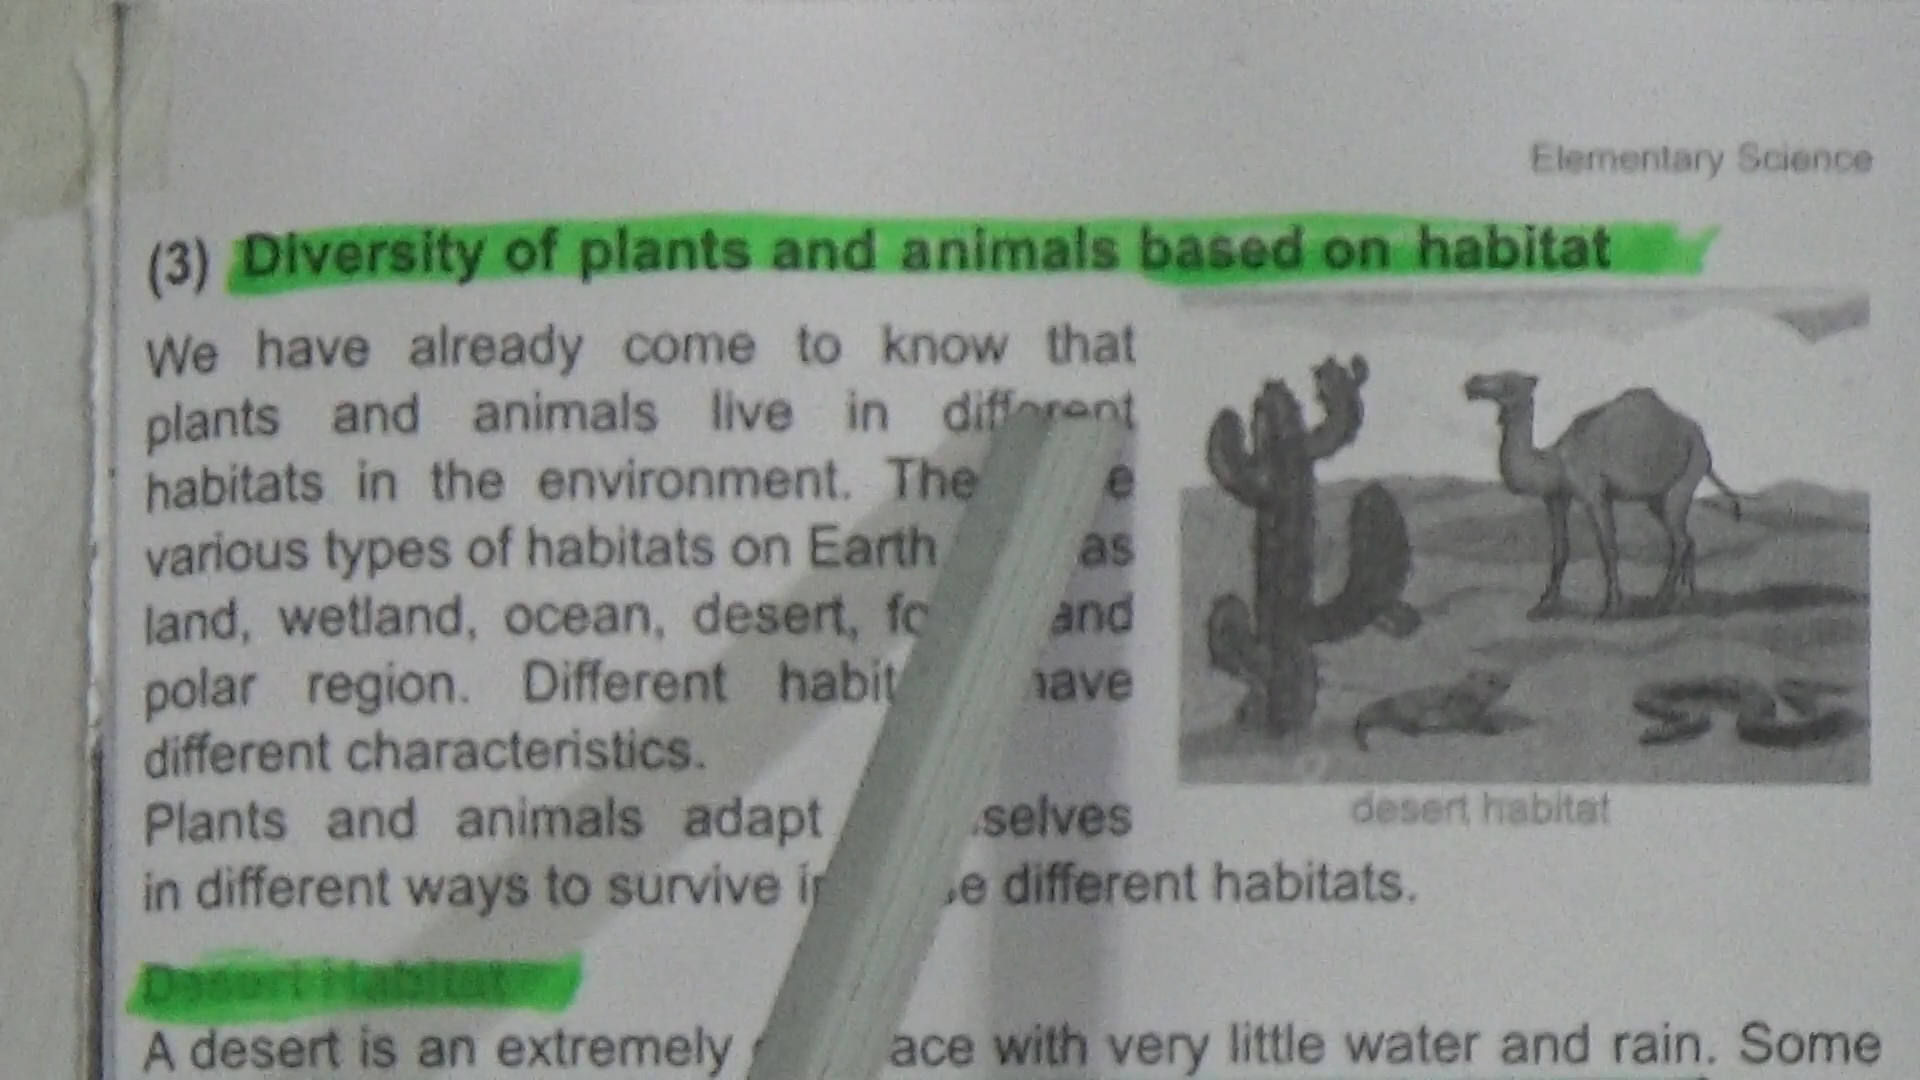 Elementary Science
(3) Diversity of plants and animals based on habitat
We have already come to know that
plants and animals live in different
habitats in the environment. The e
various types of habitats on Earth as
land, wetland, ocean, desert, fo and
polar region. Different habit have
different characteristics.
Plants and animals adapt selves
desert habitat
in different ways to survive in e different habitats.
Desert Habitat
A desert is an extremely ace with very little water and rain. Some